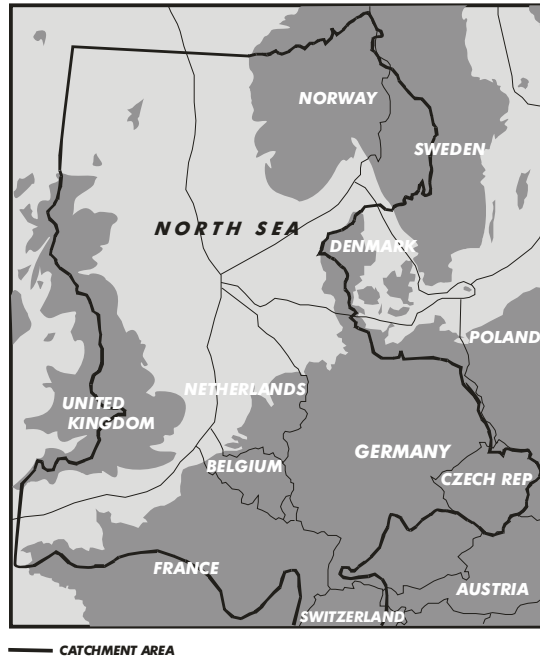 NORWAY
SWEDEN
NORTH SEA
DENMARK
POLAND
NETHERLANDS
UNITED
KINGDOM
GERMANY
BELGIUM
CZECH REP
FRANCE
AUSTRIA
SWITZERLAND
CATCHMENT AREA